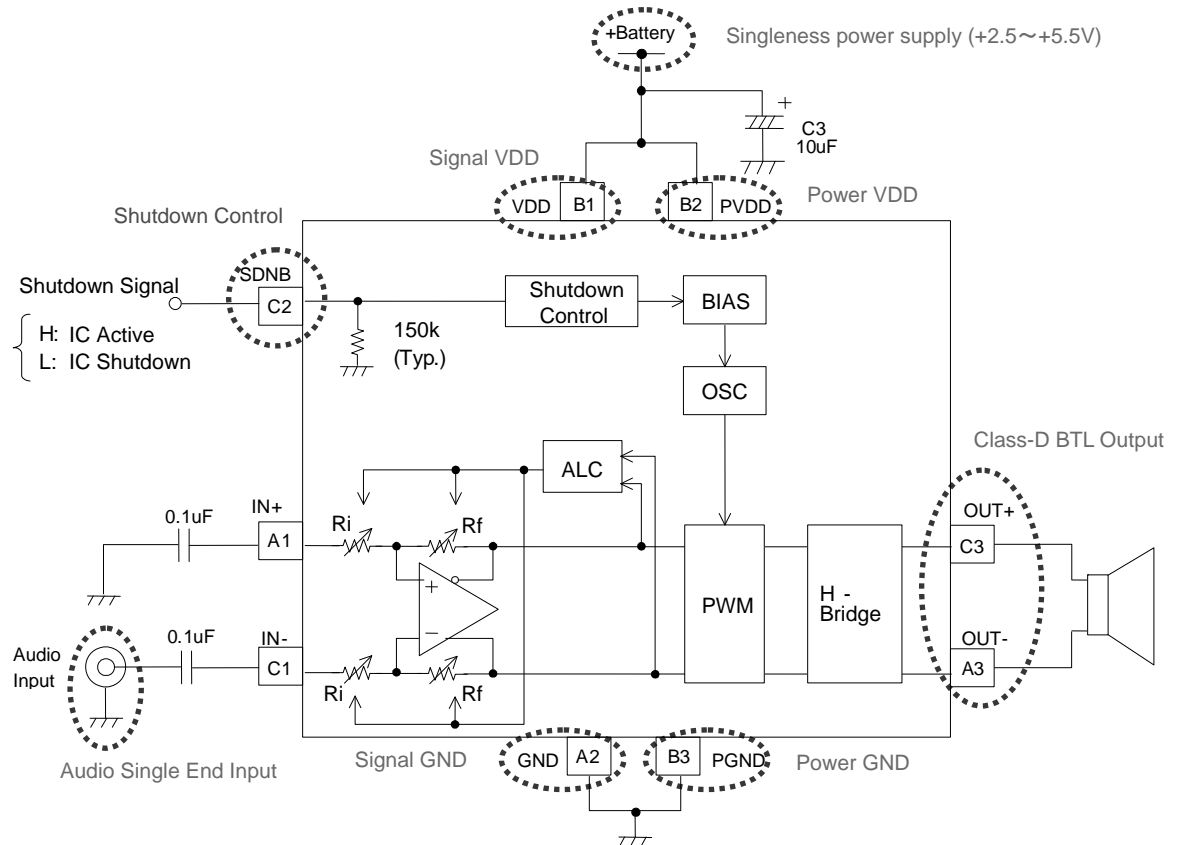 +Battery
Singleness power supply (+2.5～+5.5V)
+
C3
10uF
Signal VDD
Power VDD
VDD
B1
B2
PVDD
Shutdown Control
SDNB
Shutdown Signal
C2
H: IC Active
L: IC Shutdown
150k
(Typ.)
Shutdown
Control
BIAS
OSC
Class-D BTL Output
ALC
IN+
0.1uF
A1
Ri
Rf
OUT+
C3
+
PWM
H -
Bridge
−
IN-
0.1uF
Audio
Input
C1
Ri
Rf
OUT-
A3
Signal GND
GND
A2
B3
PGND
Power GND
Audio Single End Input